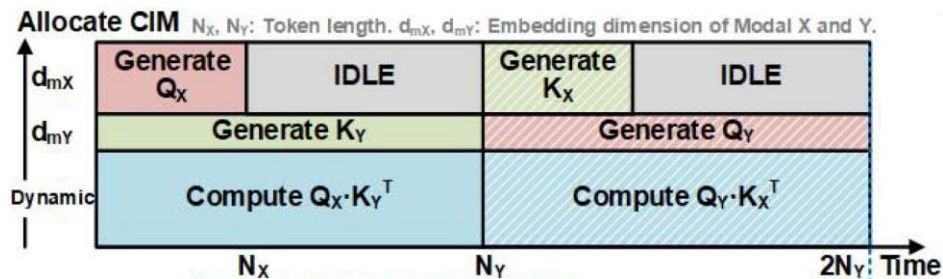 Allocate CIM N_X, N_Y: Token length. d_mX, d_mY: Embedding dimension of Modal X and Y.
d_mX
Generate Q_X
IDLE
Generate K_X
IDLE
d_mY
Generate K_Y
Generate Q_Y
Dynamic
Compute Q_X·K_Y^T
Compute Q_Y·K_X^T
N_X
N_Y
2N_Y
Time